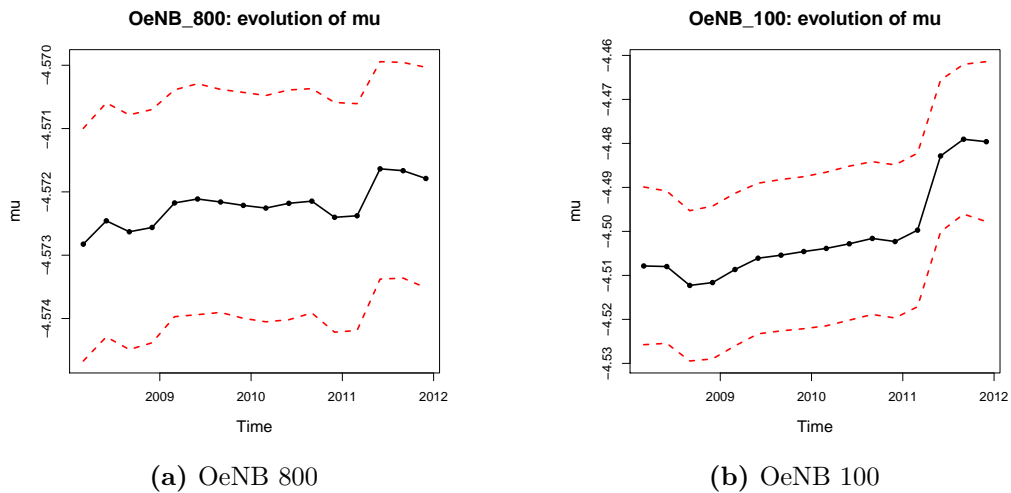 OeNB_800: evolution of mu
mu
−4.570
−4.571
−4.572
−4.573
−4.574
2009
2010
2011
2012
Time
(a) OeNB 800
OeNB_100: evolution of mu
mu
−4.46
−4.47
−4.48
−4.49
−4.50
−4.51
−4.52
−4.53
2009
2010
2011
2012
Time
(b) OeNB 100